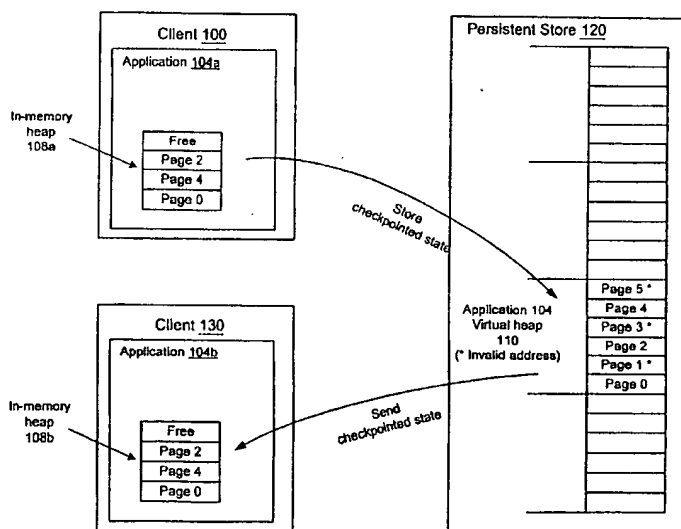 Client 100
Application 104a
In-memory
heap
108a
Free
Page 2
Page 4
Page 0
Store
checkpointed state
Persistent Store 120
Application 104
Virtual heap
110
(* Invalid address)
Page 5 *
Page 4
Page 3 *
Page 2
Page 1 *
Page 0
Client 130
Application 104b
In-memory
heap
108b
Free
Page 2
Page 4
Page 0
Send
checkpointed state